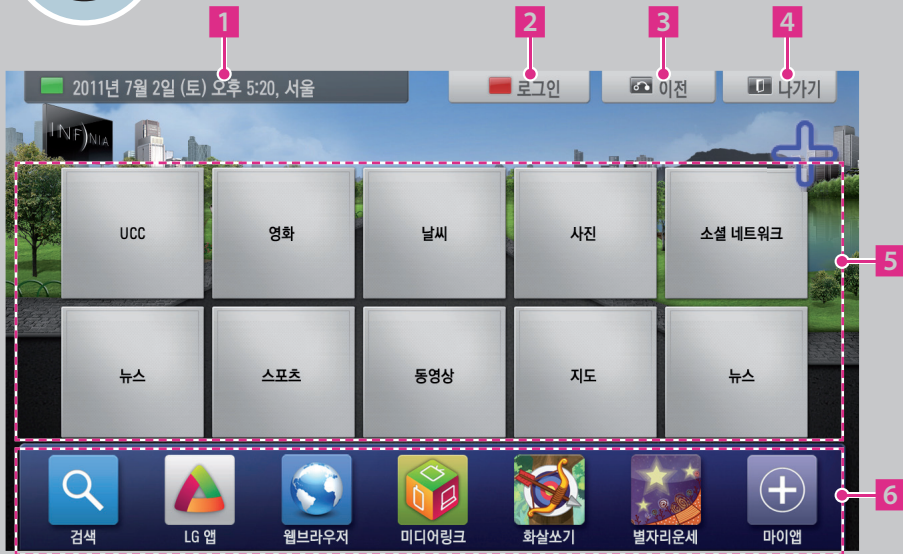 1 2 3 4
2011년 7월 2일 (토) 오후 5:20, 서울 로그인 이전 나가기
INFINIA
UCC 영화 날씨 사진 소셜 네트워크
5
뉴스 스포츠 동영상 지도 뉴스
6
검색 LG 앱 웹브라우저 미디어링크 화살쏘기 별자리운세 마이앱